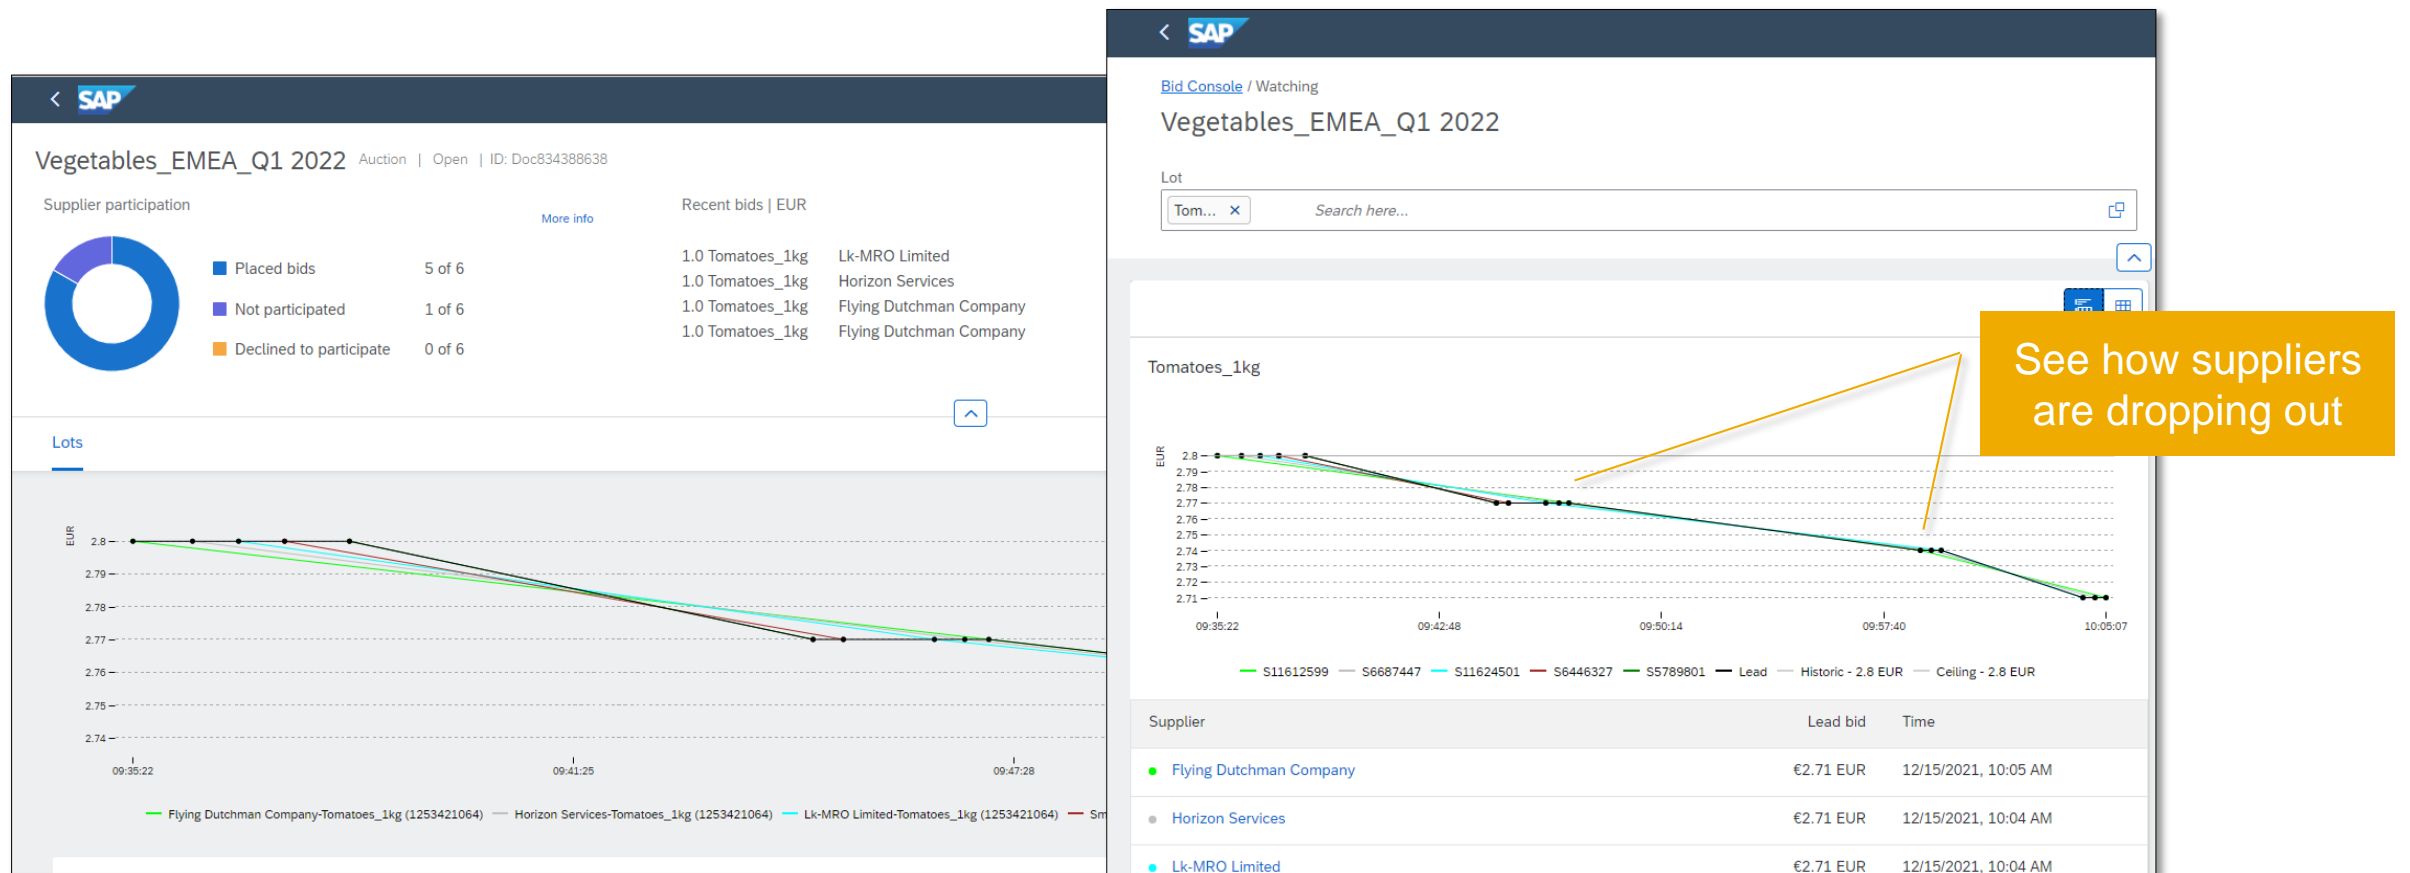 SAP
Vegetables_EMEA_Q1 2022 Auction | Open | ID: Doc834388638
Supplier participation
More info
Placed bids 5 of 6
Not participated 1 of 6
Declined to participate 0 of 6
Recent bids | EUR
1.0 Tomatoes_1kg Lk-MRO Limited
1.0 Tomatoes_1kg Horizon Services
1.0 Tomatoes_1kg Flying Dutchman Company
1.0 Tomatoes_1kg Flying Dutchman Company
Lots
EUR
2.8
2.79
2.78
2.77
2.76
2.75
2.74
09:35:22 09:41:25 09:47:28
Flying Dutchman Company-Tomatoes_1kg (1253421064) Horizon Services-Tomatoes_1kg (1253421064) Lk-MRO Limited-Tomatoes_1kg (1253421064) Sm
SAP
Bid Console / Watching
Vegetables_EMEA_Q1 2022
Lot
Tom... Search here...
See how suppliers
are dropping out
Tomatoes_1kg
EUR
2.8
2.79
2.78
2.77
2.76
2.75
2.74
2.73
2.72
2.71
09:35:22 09:42:48 09:50:14 09:57:40 10:05:07
S11612599 S6687447 S11624501 S6446327 S5789801 Lead Historic - 2.8 EUR Ceiling - 2.8 EUR
Supplier Lead bid Time
Flying Dutchman Company €2.71 EUR 12/15/2021, 10:05 AM
Horizon Services €2.71 EUR 12/15/2021, 10:04 AM
Lk-MRO Limited €2.71 EUR 12/15/2021, 10:04 AM